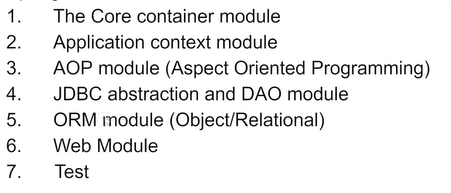 1. The Core container module
2. Application context module
3. AOP module (Aspect Oriented Programming)
4. JDBC abstraction and DAO module
5. ORM module (Object/Relational)
6. Web Module
7. Test